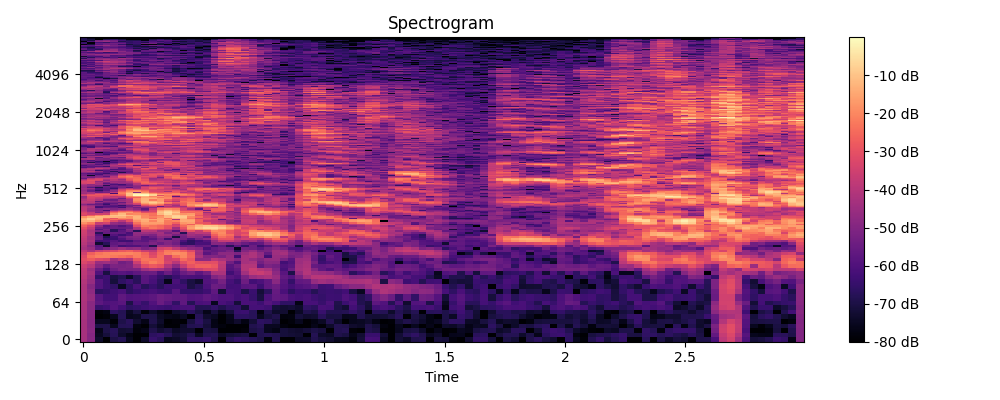 Spectrogram
4096
2048
1024
512
256
128
64
0
Hz
0
0.5
1
1.5
2
2.5
Time
-10 dB
-20 dB
-30 dB
-40 dB
-50 dB
-60 dB
-70 dB
-80 dB